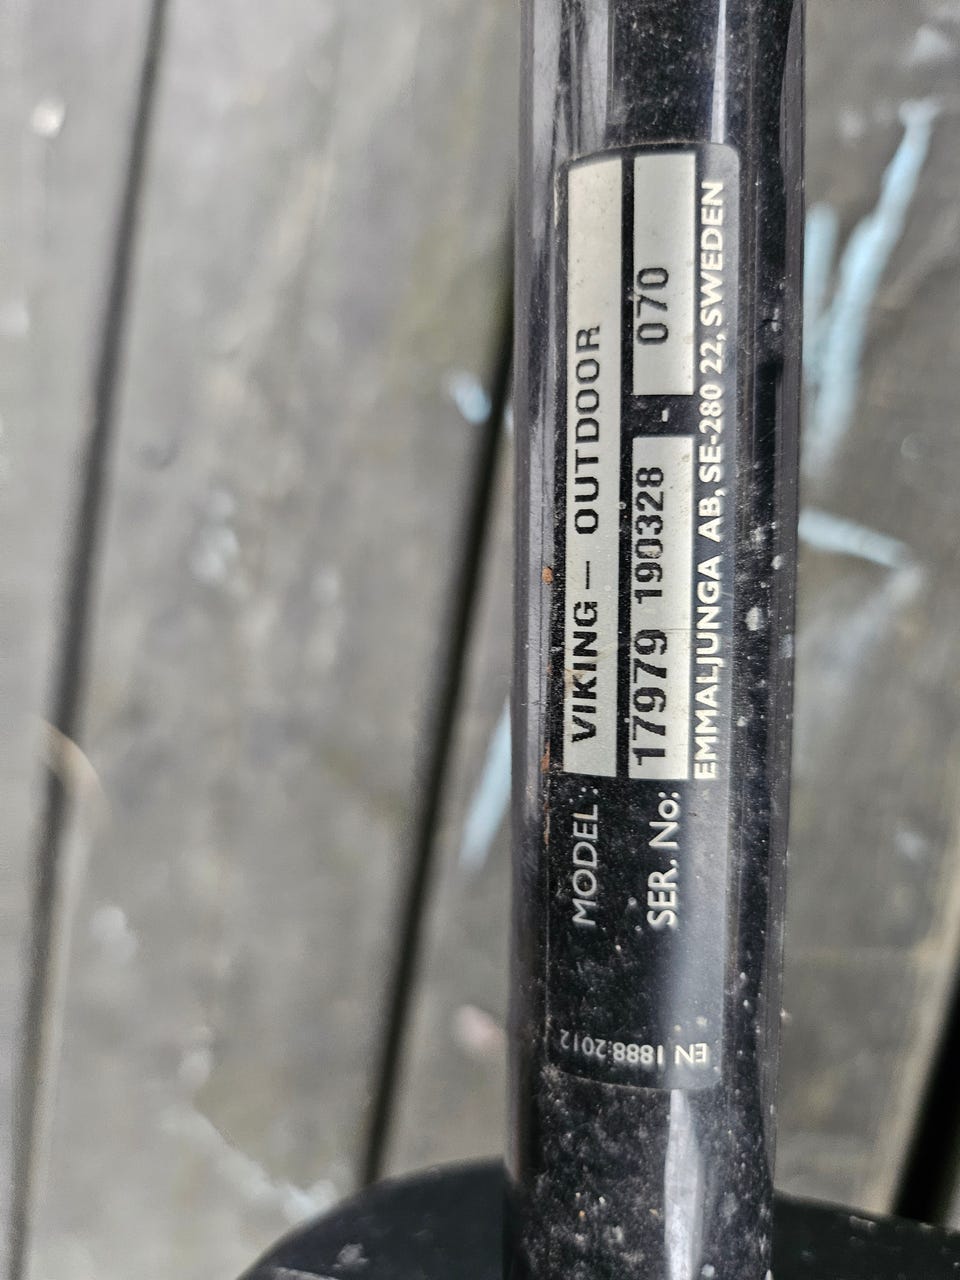 MODEL: VIKING — OUTDOOR
SER. No: 17979 190328 - 070
EMMALJUNGA AB, SE-280 22, SWEDEN
EN 1888:2012